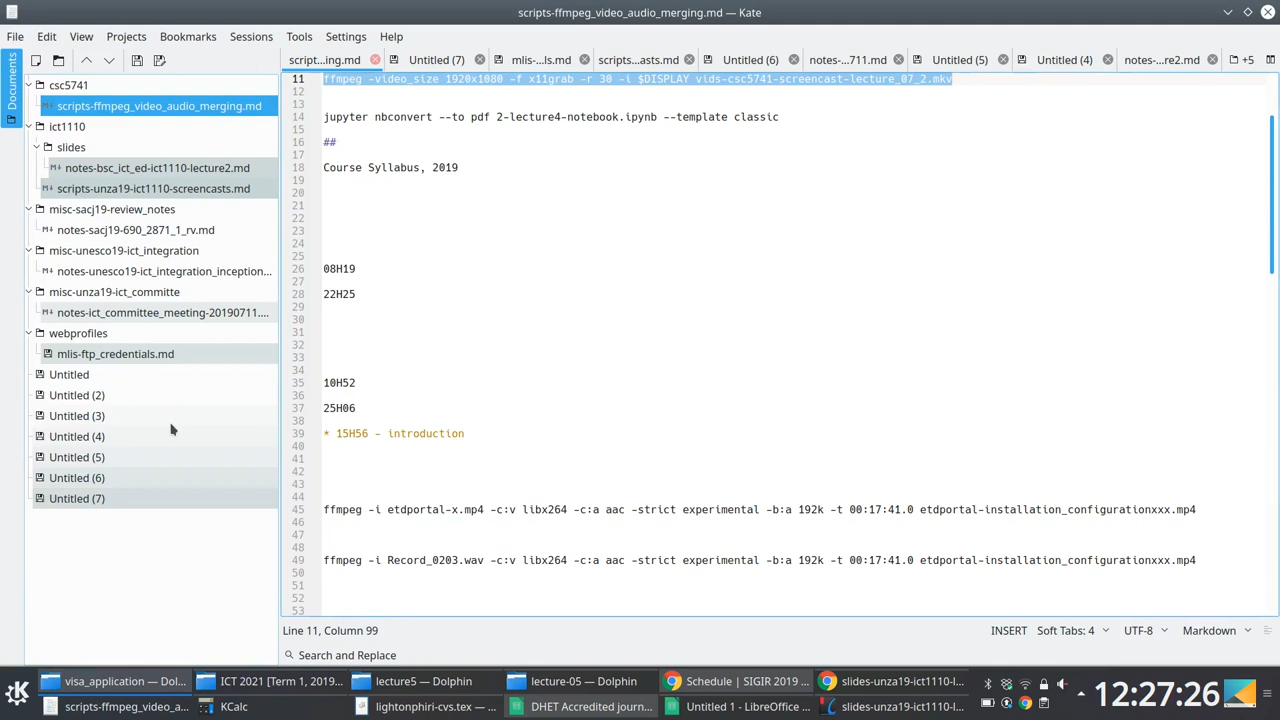 scripts-ffmpeg_video_audio_merging.md — Kate
File Edit View Projects Bookmarks Sessions Tools Settings Help
Documents
script...ing.md
Untitled (7)
mlis-...ls.md
scripts...asts.md
Untitled (6)
notes-...711.md
Untitled (5)
Untitled (4)
notes-...re2.md
+5
csc5741
scripts-ffmpeg_video_audio_merging.md
ict1110
slides
notes-bsc_ict_ed-ict1110-lecture2.md
scripts-unza19-ict1110-screencasts.md
misc-sacj19-review_notes
notes-sacj19-690_2871_1_rv.md
misc-unesco19-ict_integration
notes-unesco19-ict_integration_inception...
misc-unza19-ict_committe
notes-ict_committee_meeting-20190711....
webprofiles
mlis-ftp_credentials.md
Untitled
Untitled (2)
Untitled (3)
Untitled (4)
Untitled (5)
Untitled (6)
Untitled (7)
11 ffmpeg -video_size 1920x1080 -f x11grab -r 30 -i $DISPLAY vids-csc5741-screencast-lecture_07_2.mkv
12
13
14 jupyter nbconvert --to pdf 2-lecture4-notebook.ipynb --template classic
15
16 ##
17
18 Course Syllabus, 2019
19
20
21
22
23
24
25
26 08H19
27
28 22H25
29
30
31
32
33
34
35 10H52
36
37 25H06
38
39 * 15H56 - introduction
40
41
42
43
44
45 ffmpeg -i etdportal-x.mp4 -c:v libx264 -c:a aac -strict experimental -b:a 192k -t 00:17:41.0 etdportal-installation_configurationxxx.mp4
46
47
48
49 ffmpeg -i Record_0203.wav -c:v libx264 -c:a aac -strict experimental -b:a 192k -t 00:17:41.0 etdportal-installation_configurationxxx.mp4
50
51
52
53
Line 11, Column 99
INSERT Soft Tabs: 4 UTF-8 Markdown
Search and Replace
visa_application — Dol...
ICT 2021 [Term 1, 2019...
lecture5 — Dolphin
lecture-05 — Dolphin
Schedule | SIGIR 2019 ...
slides-unza19-ict1110-l...
scripts-ffmpeg_video_a...
KCalc
lightonphiri-cvs.tex — ...
DHET Accredited journ...
Untitled 1 - LibreOffice ...
slides-unza19-ict1110-l...
12:27:26